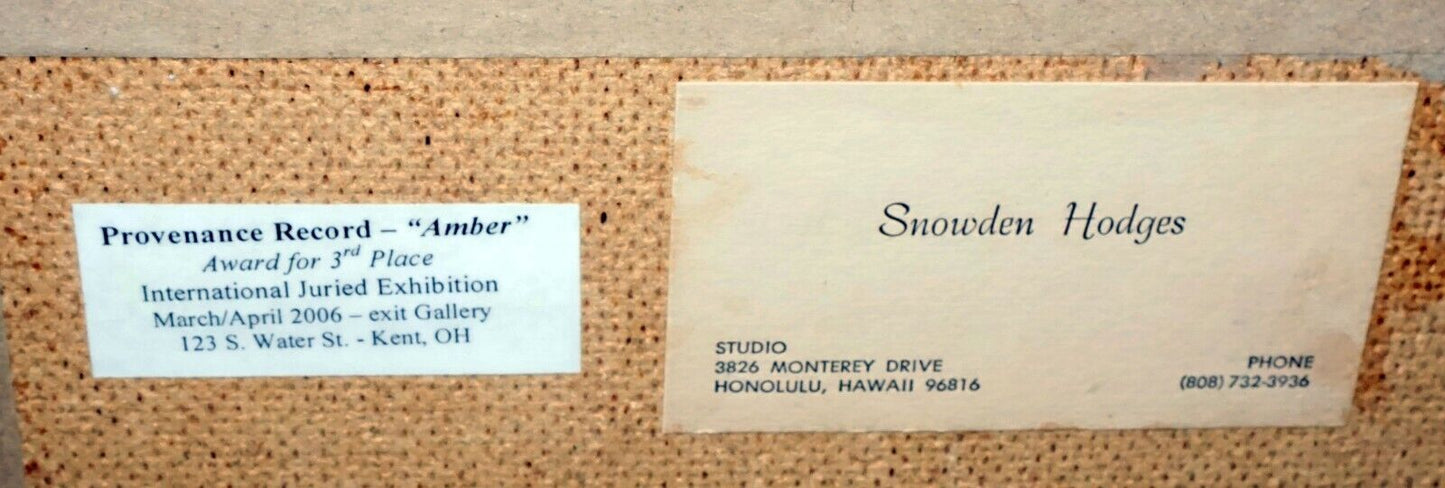 Provenance Record – “Amber”
Award for 3rd Place
International Juried Exhibition
March/April 2006 – exit Gallery
123 S. Water St. - Kent, OH
Snowden Hodges
STUDIO
3826 MONTEREY DRIVE
HONOLULU, HAWAII 96816
PHONE
(808) 732-3936